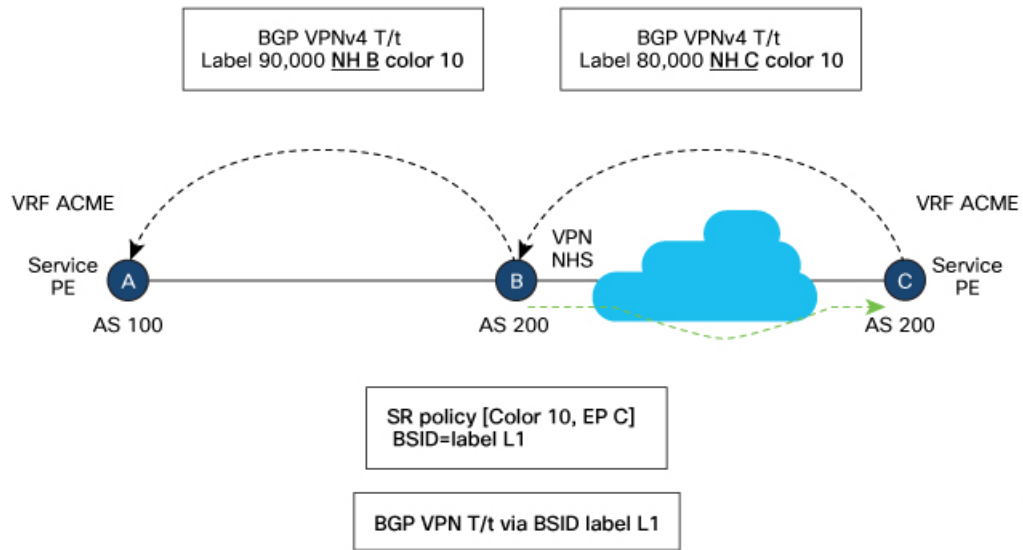 BGP VPNv4 T/t
Label 90,000 NH B color 10
BGP VPNv4 T/t
Label 80,000 NH C color 10
VRF ACME
VRF ACME
VPN
NHS
Service
PE
A
B
C
Service
PE
AS 100
AS 200
AS 200
SR policy [Color 10, EP C]
BSID=label L1
BGP VPN T/t via BSID label L1